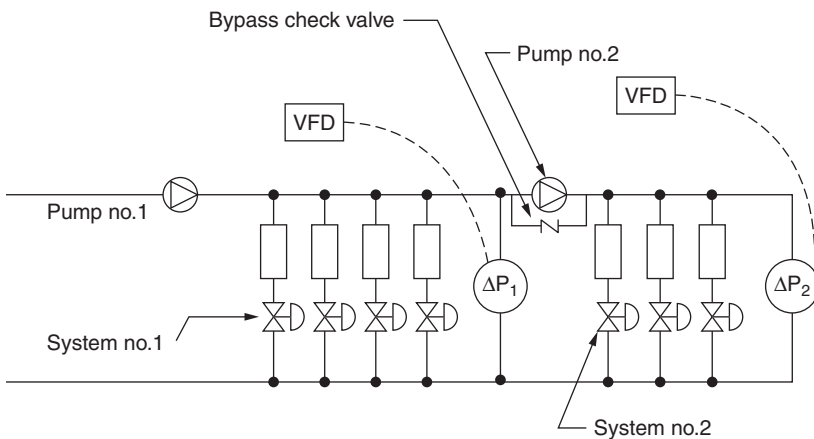 Bypass check valve
Pump no.2
VFD
VFD
Pump no.1
ΔP₁
ΔP₂
System no.1
System no.2